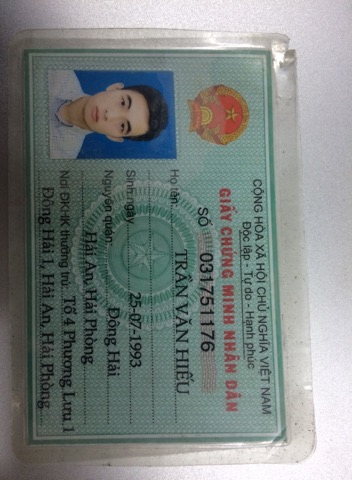 CỘNG HÒA XÃ HỘI CHỦ NGHĨA VIỆT NAM
Độc lập - Tự do - Hạnh phúc
GIẤY CHỨNG MINH NHÂN DÂN
SỐ 031751176
Họ tên: TRẦN VĂN HIẾU
Sinh ngày 25-07-1993
Nguyên quán: Đông Hải
Hải An, Hải Phòng
Nơi ĐKHK thường trú: Tổ 4 Phương Lưu 1
Đông Hải 1, Hải An, Hải Phòng